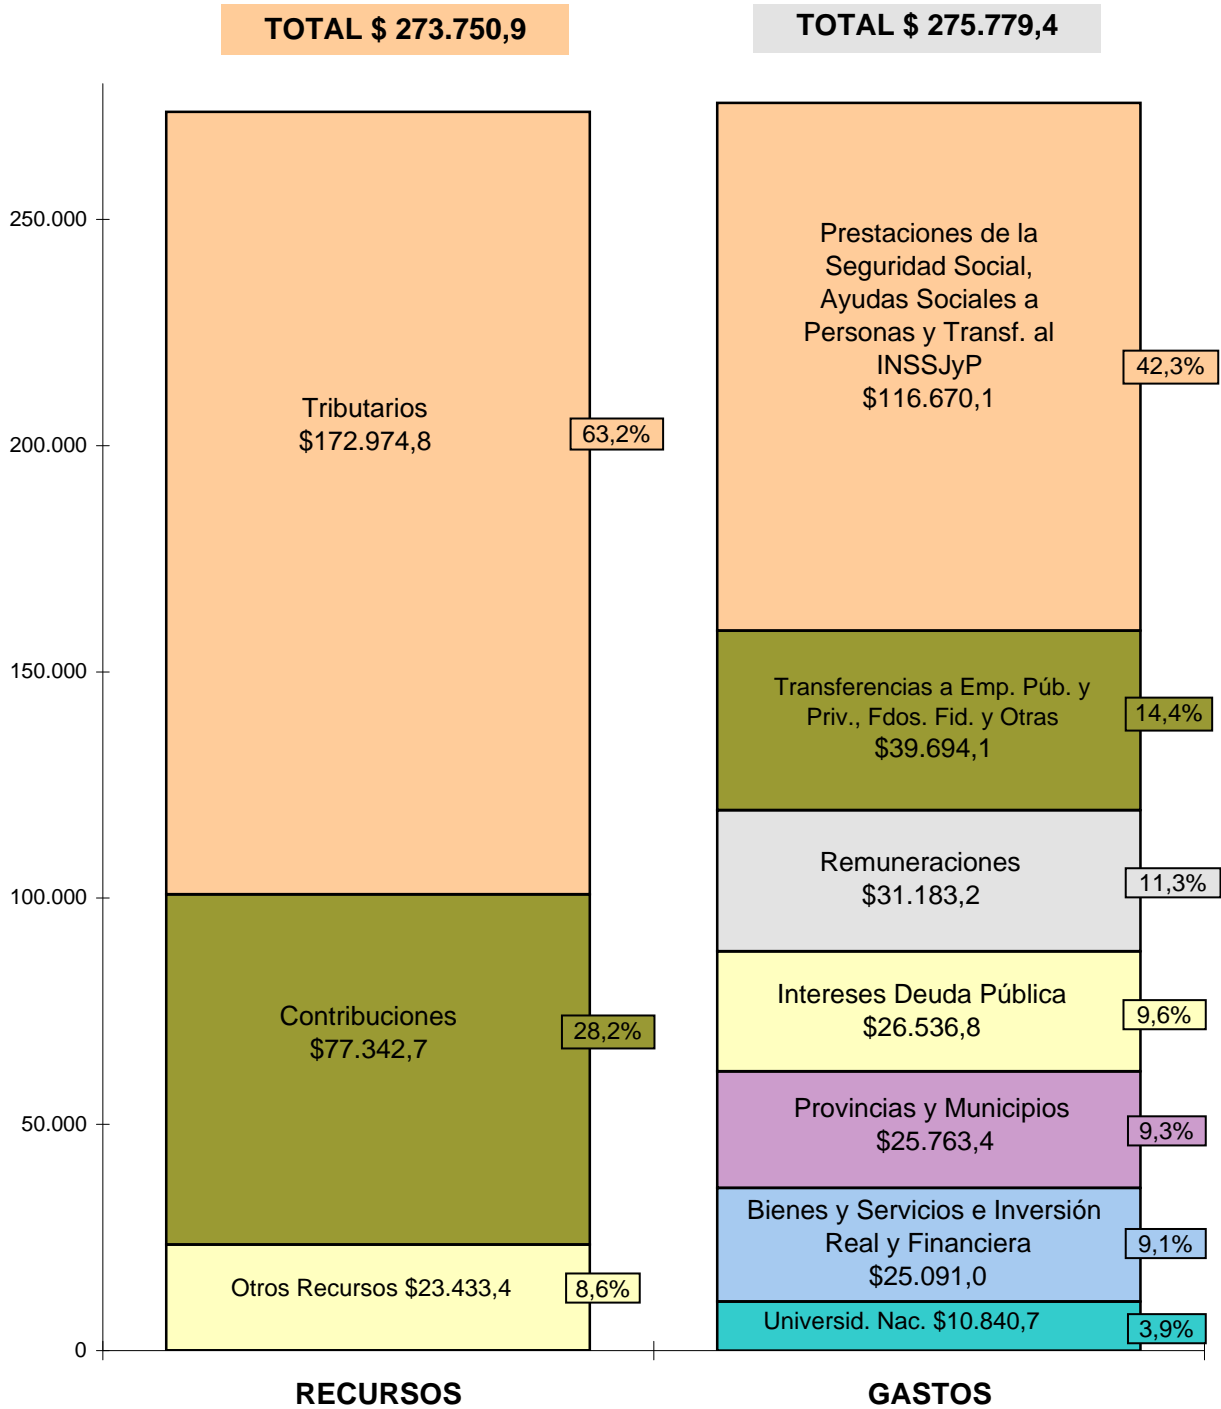 TOTAL $ 273.750,9
TOTAL $ 275.779,4
250.000
200.000
150.000
100.000
50.000
0
Tributarios
$172.974,8
63,2%
Contribuciones
$77.342,7
28,2%
Otros Recursos $23.433,4
8,6%
RECURSOS
Prestaciones de la
Seguridad Social,
Ayudas Sociales a
Personas y Transf. al
INSSJyP
$116.670,1
42,3%
Transferencias a Emp. Púb. y
Priv., Fdos. Fid. y Otras
$39.694,1
14,4%
Remuneraciones
$31.183,2
11,3%
Intereses Deuda Pública
$26.536,8
9,6%
Provincias y Municipios
$25.763,4
9,3%
Bienes y Servicios e Inversión
Real y Financiera
$25.091,0
9,1%
Universid. Nac. $10.840,7
3,9%
GASTOS